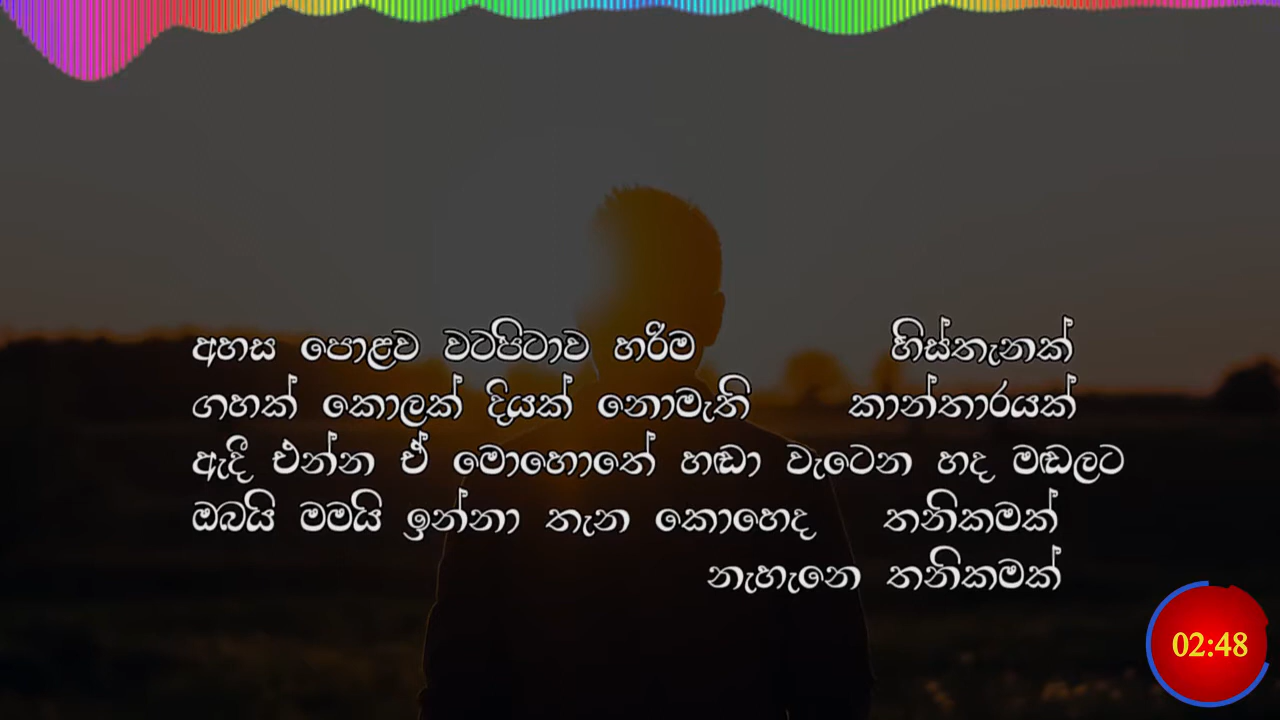 අහස පොළව වටපිටාව හරිම හිස්තැනක්
ගහක් කොලක් දියක් නොමැති කාන්තාරයක්
ඇදී එන්න ඒ මොහොතේ හඬා වැටෙන හද මඬලට
ඔබයි මමයි ඉන්නා තැන කොහෙද තනිකමක්
නැහැනෙ තනිකමක්
02:48